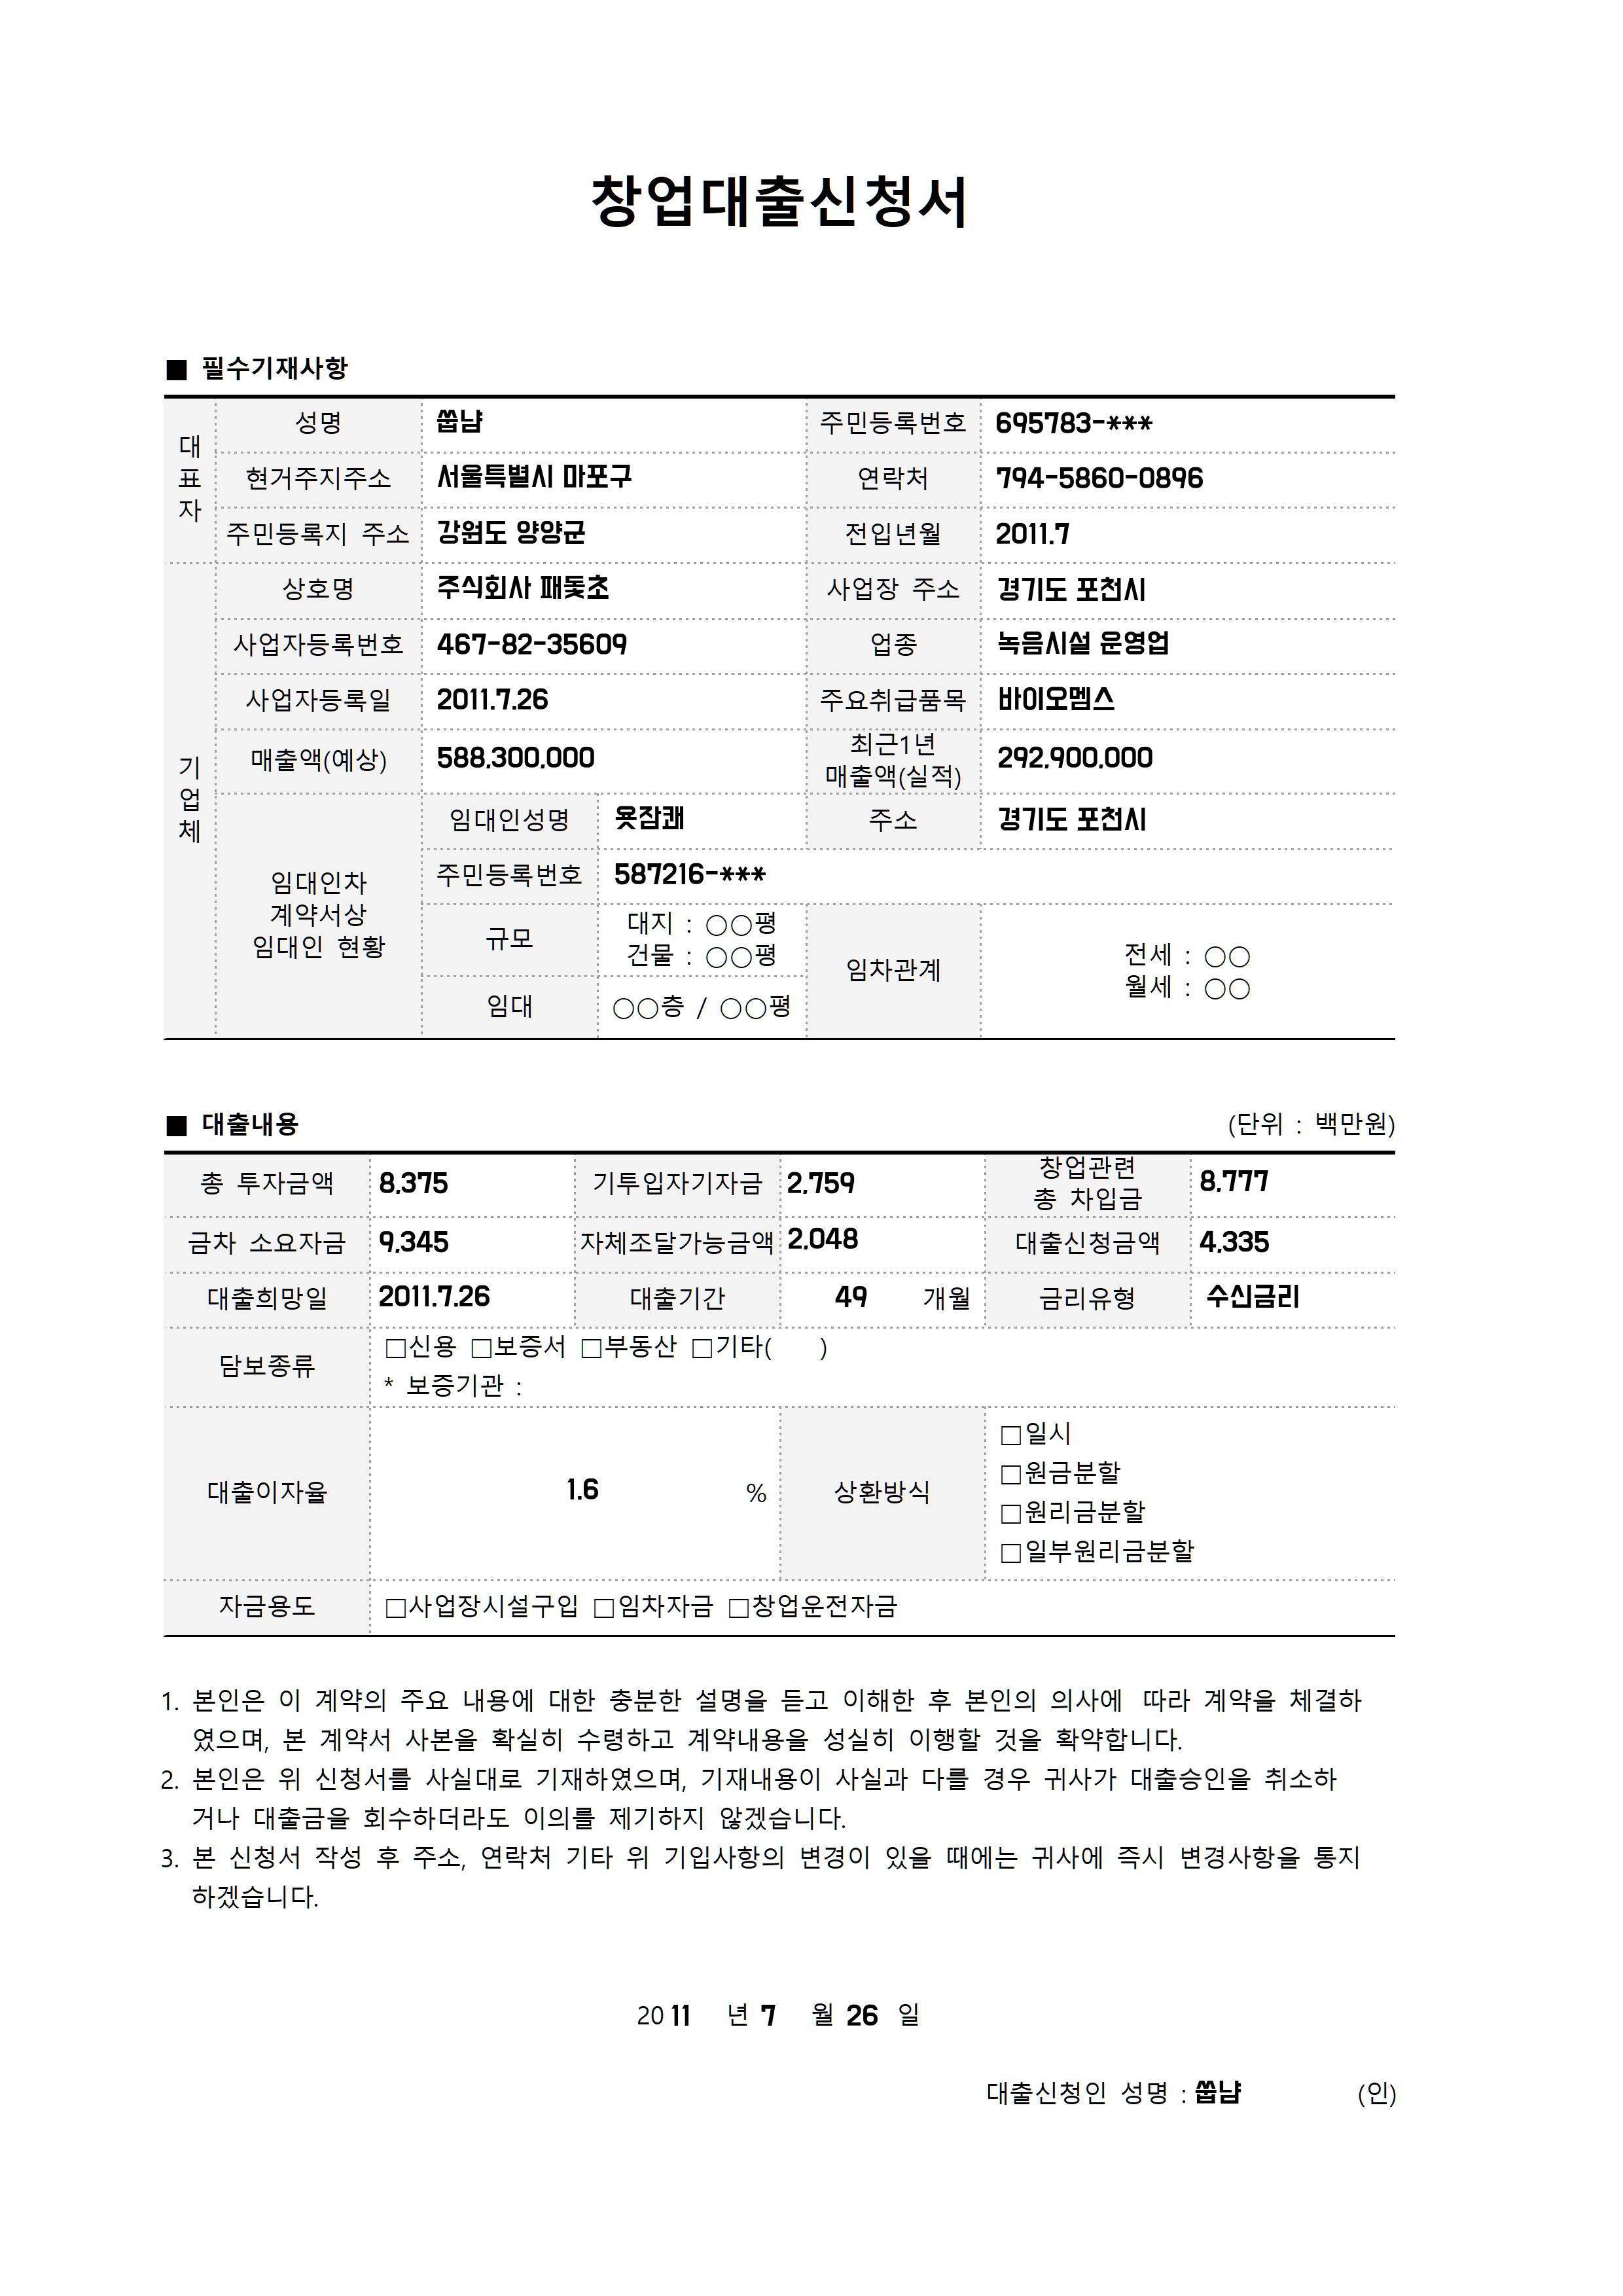 창업대출신청서
■ 필수기재사항
대표자
성명 쑵냠 주민등록번호 695783-***
현거주지주소 서울특별시 마포구 연락처 794-5860-0896
주민등록지 주소 강원도 양양군 전입년월 2011.7
기업체
상호명 주식회사 패돛초 사업장 주소 경기도 포천시
사업자등록번호 467-82-35609 업종 녹음시설 운영업
사업자등록일 2011.7.26 주요취급품목 바이오멤스
매출액(예상) 588,300,000 최근1년 매출액(실적) 292,900,000
임대인차
계약서상
임대인 현황
임대인성명 욧잠쾌 주소 경기도 포천시
주민등록번호 587216-***
규모 대지 : ○○평
건물 : ○○평
임대 ○○층 / ○○평
임차관계 전세 : ○○
월세 : ○○
■ 대출내용 (단위 : 백만원)
총 투자금액 8,375 기투입자기자금 2,759 창업관련 총 차입금 8,777
금차 소요자금 9,345 자체조달가능금액 2,048 대출신청금액 4,335
대출희망일 2011.7.26 대출기간 49 개월 금리유형 수신금리
담보종류 □신용 □보증서 □부동산 □기타( )
* 보증기관 :
대출이자율 1.6 % 상환방식
□일시
□원금분할
□원리금분할
□일부원리금분할
자금용도 □사업장시설구입 □임차자금 □창업운전자금
1. 본인은 이 계약의 주요 내용에 대한 충분한 설명을 듣고 이해한 후 본인의 의사에 따라 계약을 체결하
였으며, 본 계약서 사본을 확실히 수령하고 계약내용을 성실히 이행할 것을 확약합니다.
2. 본인은 위 신청서를 사실대로 기재하였으며, 기재내용이 사실과 다를 경우 귀사가 대출승인을 취소하
거나 대출금을 회수하더라도 이의를 제기하지 않겠습니다.
3. 본 신청서 작성 후 주소, 연락처 기타 위 기입사항의 변경이 있을 때에는 귀사에 즉시 변경사항을 통지
하겠습니다.
20 11 년 7 월 26 일
대출신청인 성명 : 쑵냠 (인)